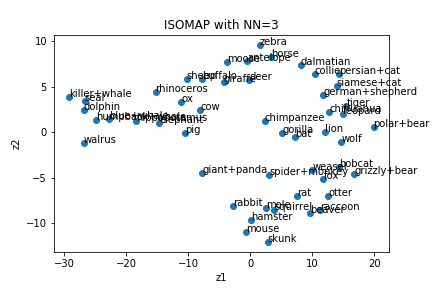 ISOMAP with NN=3
zebra
horse
moose
antelope
dalmatian
collie
persian+cat
sheep
buffalo
giraffe
deer
siamese+cat
german+shepherd
killer+whale
seal
dolphin
rhinoceros
ox
cow
tiger
chihuahua
leopard
blue+whale
elephant
chimpanzee
polar+bear
pig
gorilla
bat
lion
wolf
walrus
giant+panda
spider+monkey
weasel
bobcat
fox
grizzly+bear
rat
otter
rabbit
mole
squirrel
beaver
raccoon
hamster
mouse
skunk
10
5
0
−5
−10
z2
−30
−20
−10
0
10
20
z1